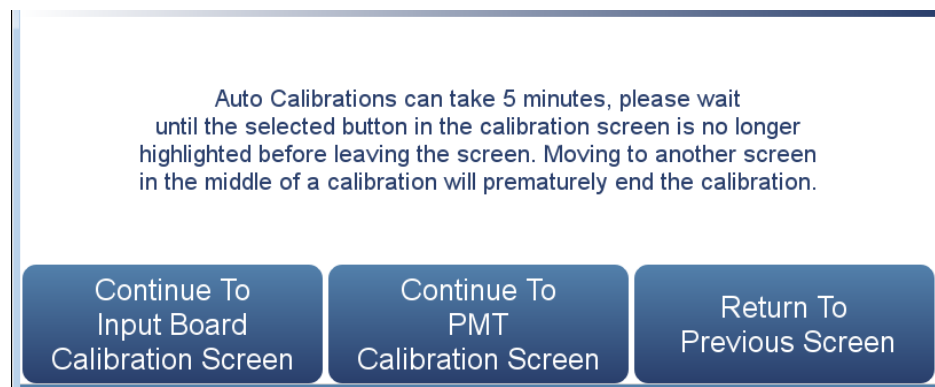 Auto Calibrations can take 5 minutes, please wait
until the selected button in the calibration screen is no longer
highlighted before leaving the screen. Moving to another screen
in the middle of a calibration will prematurely end the calibration.
Continue To
Input Board
Calibration Screen
Continue To
PMT
Calibration Screen
Return To
Previous Screen